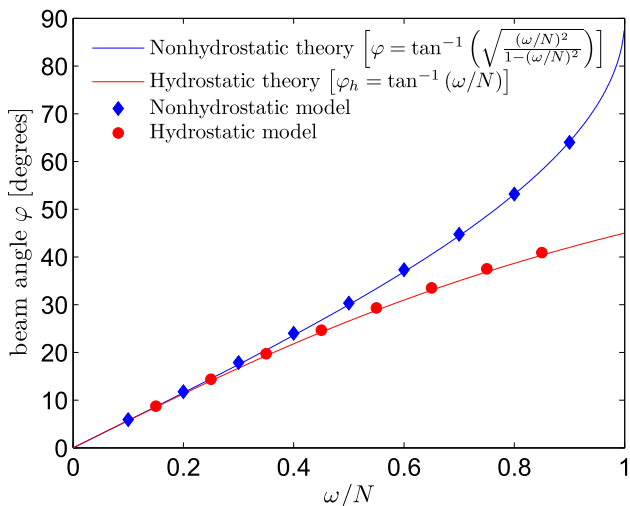 90
80
70
60
50
40
30
20
10
0
beam angle φ [degrees]
Nonhydrostatic theory [φ = tan⁻¹ (√((ω/N)²/(1−(ω/N)²)))]
Hydrostatic theory [φₕ = tan⁻¹ (ω/N)]
Nonhydrostatic model
Hydrostatic model
0 0.2 0.4 0.6 0.8 1
ω/N